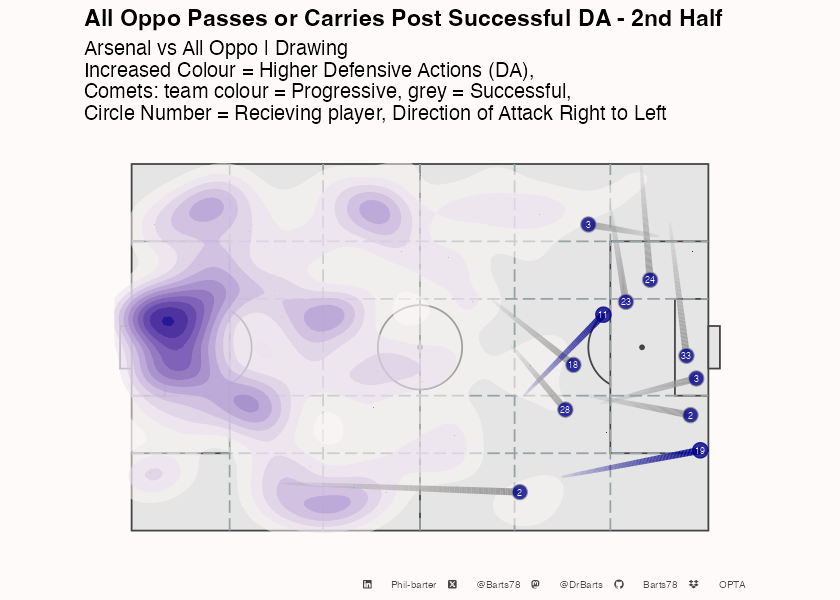 All Oppo Passes or Carries Post Successful DA - 2nd Half
Arsenal vs All Oppo | Drawing
Increased Colour = Higher Defensive Actions (DA),
Comets: team colour = Progressive, grey = Successful,
Circle Number = Recieving player, Direction of Attack Right to Left
3
24
23
11
33
18
3
28
2
19
2
Phil-barter @Barts78 @DrBarts Barts78 OPTA